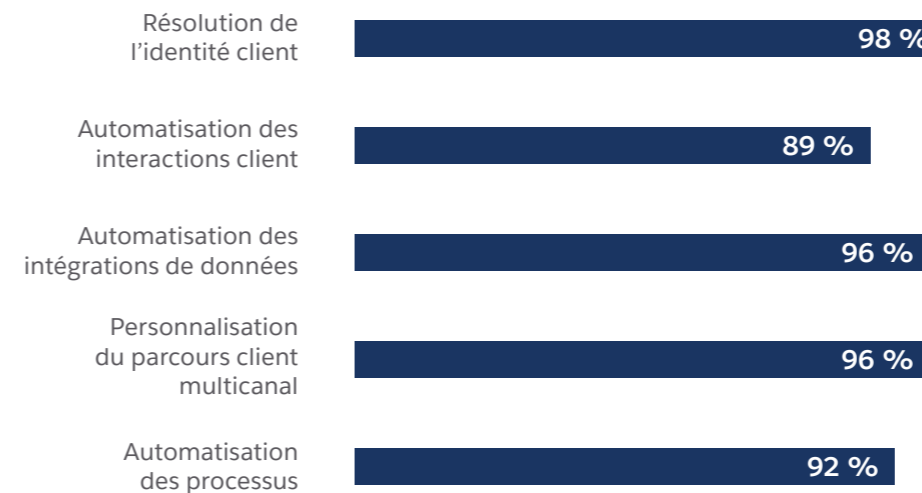 Résolution de
l’identité client
98 %
Automatisation des
interactions client
89 %
Automatisation des
intégrations de données
96 %
Personnalisation
du parcours client
multicanal
96 %
Automatisation
des processus
92 %